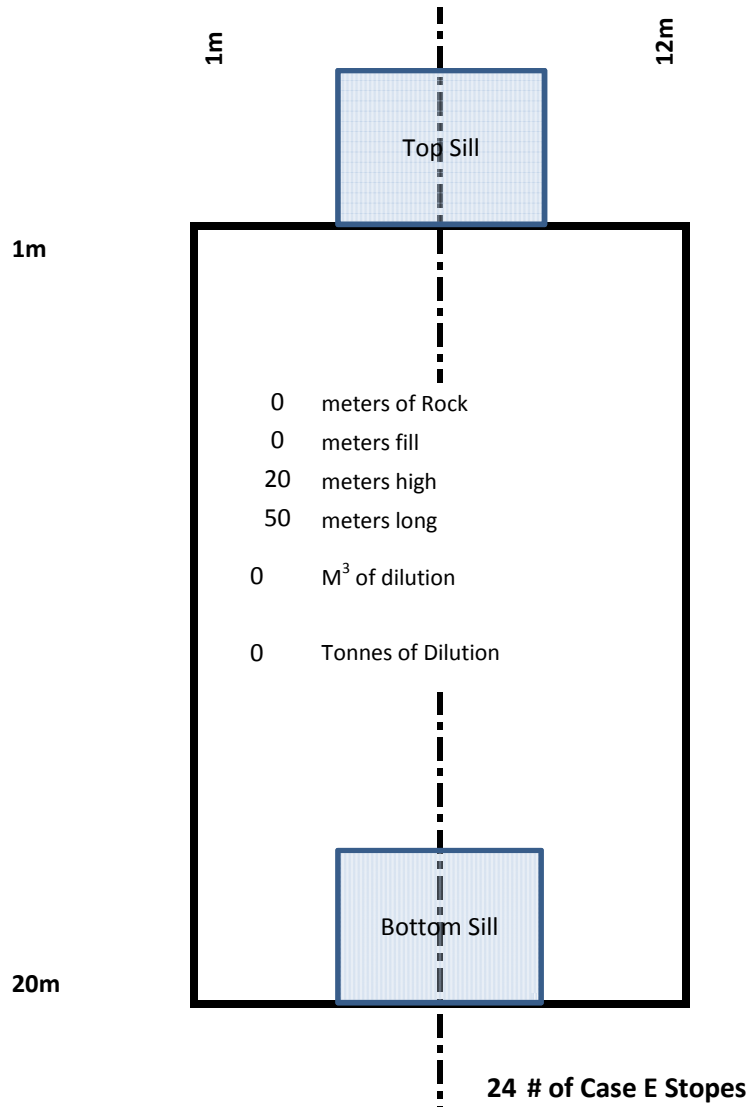 1m 12m
Top Sill
1m
0 meters of Rock
0 meters fill
20 meters high
50 meters long
0 M³ of dilution
0 Tonnes of Dilution
Bottom Sill
20m
24 # of Case E Stopes